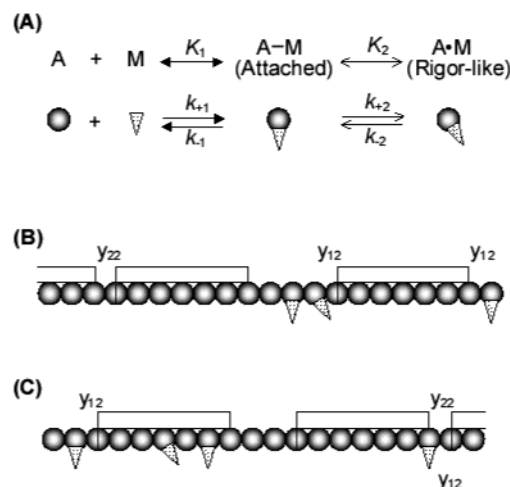 (A)
A + M K₁ A–M K₂ A•M
(Attached) (Rigor-like)
+ k₊₁ k₊₂
k₋₁ k₋₂
(B)
y₂₂ y₁₂ y₁₂
(C)
y₁₂ y₂₂
y₁₂